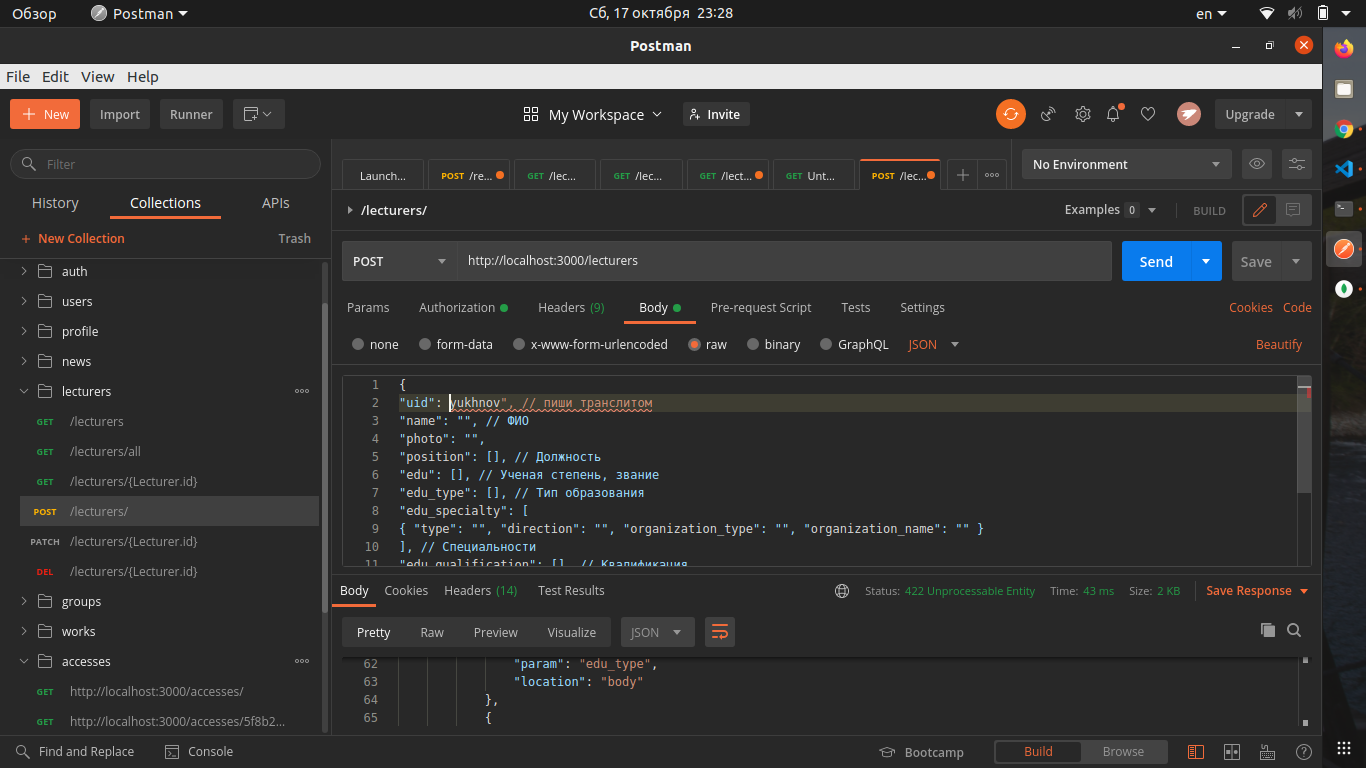 Обзор Postman Сб, 17 октября 23:28 en
Postman
File Edit View Help
+ New Import Runner My Workspace Invite Upgrade
Filter
History Collections APIs
+ New Collection Trash
auth
users
profile
news
lecturers
GET /lecturers
GET /lecturers/all
GET /lecturers/{Lecturer.id}
POST /lecturers/
PATCH /lecturers/{Lecturer.id}
DEL /lecturers/{Lecturer.id}
groups
works
accesses
GET http://localhost:3000/accesses/
GET http://localhost:3000/accesses/5f8b2...
Launch... POST /re... GET /lec... GET /lec... GET /lect... GET Unt... POST /lec... + ooo No Environment
/lecturers/ Examples 0 BUILD
POST http://localhost:3000/lecturers Send Save
Params Authorization Headers (9) Body Pre-request Script Tests Settings Cookies Code
none form-data x-www-form-urlencoded raw binary GraphQL JSON Beautify
1 {
2 "uid": yukhnov", // пиши транслитом
3 "name": "", // ФИО
4 "photo": "",
5 "position": [], // Должность
6 "edu": [], // Ученая степень, звание
7 "edu_type": [], // Тип образования
8 "edu_specialty": [
9 { "type": "", "direction": "", "organization_type": "", "organization_name": "" }
10 ], // Специальности
11 "edu_qualification": [], // Квалификация
Body Cookies Headers (14) Test Results Status: 422 Unprocessable Entity Time: 43 ms Size: 2 KB Save Response
Pretty Raw Preview Visualize JSON
62 "param": "edu_type",
63 "location": "body"
64 },
65 {
Find and Replace Console Bootcamp Build Browse